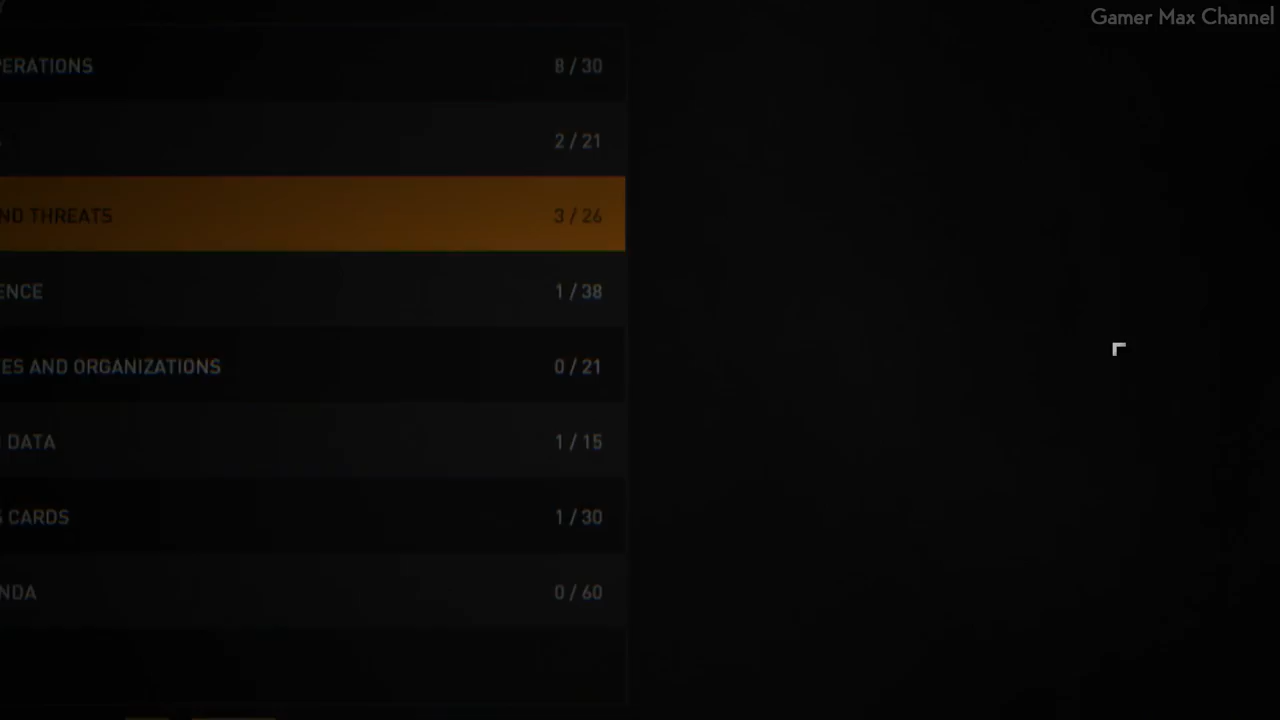 Gamer Max Channel
PERATIONS 8 / 30
S 2 / 21
ND THREATS 3 / 26
ENCE 1 / 38
ES AND ORGANIZATIONS 0 / 21
DATA 1 / 15
S CARDS 1 / 30
NDA 0 / 60